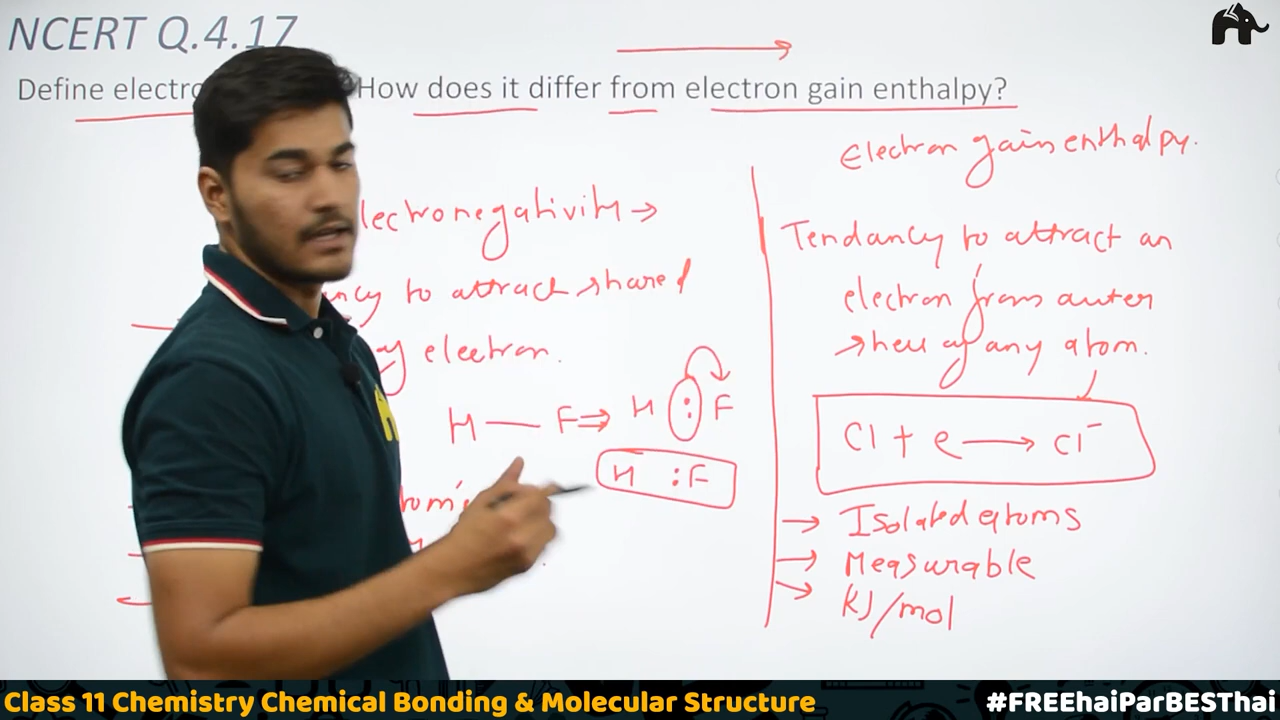 NCERT Q.4.17
Define electro How does it differ from electron gain enthalpy?
Electron gain enthalpy.
lectronegativity →
ncy to attract shared
of electron.
H — F ⇒ H : F
H :F
tom's
Tendancy to attract an
electron from outer
shell of any atom.
Cl + e ⟶ Cl⁻
→ Isolated atoms
→ Measurable
→ KJ/mol
Class 11 Chemistry Chemical Bonding & Molecular Structure
#FREEhaiParBESThai